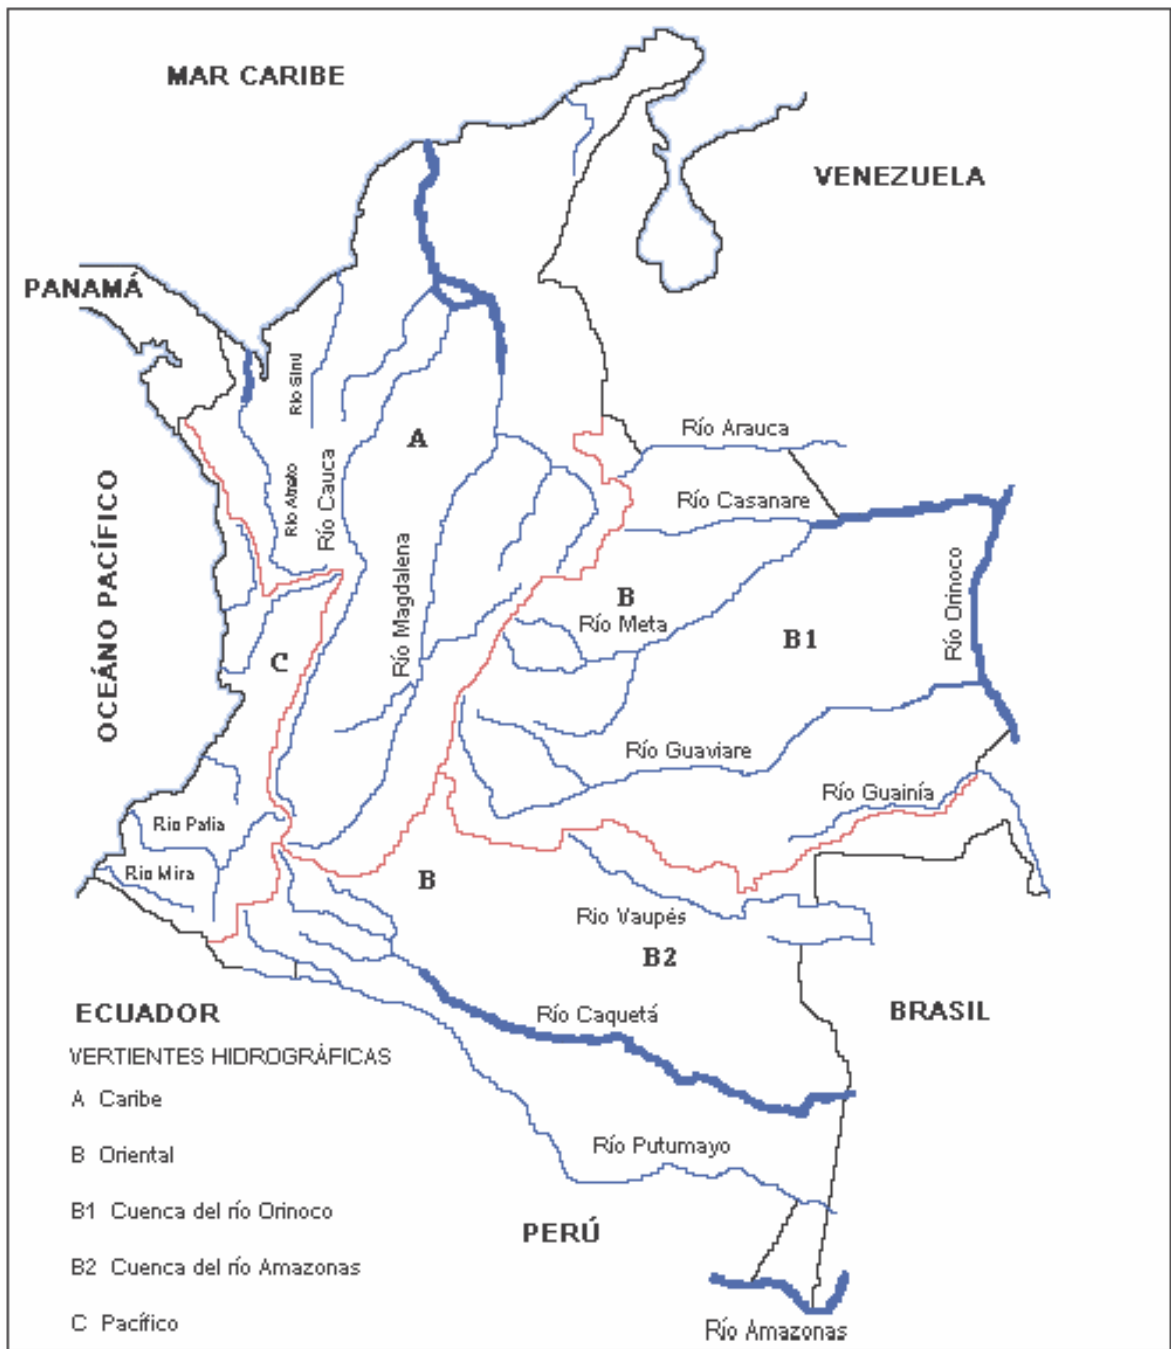 MAR CARIBE
VENEZUELA
PANAMÁ
Río Sinú
Río Arauca
A
Río Cauca
Río Atrato
Río Casanare
OCEÁNO PACÍFICO
Río Magdalena
B
Río Meta
B1
Río Orinoco
C
Río Guaviare
Río Guainía
Río Patía
Río Mira
B
Río Vaupés
B2
ECUADOR
Río Caquetá
BRASIL
VERTIENTES HIDROGRÁFICAS
A Caribe
B Oriental
Río Putumayo
B1 Cuenca del río Orinoco
PERÚ
B2 Cuenca del río Amazonas
C Pacífico
Río Amazonas